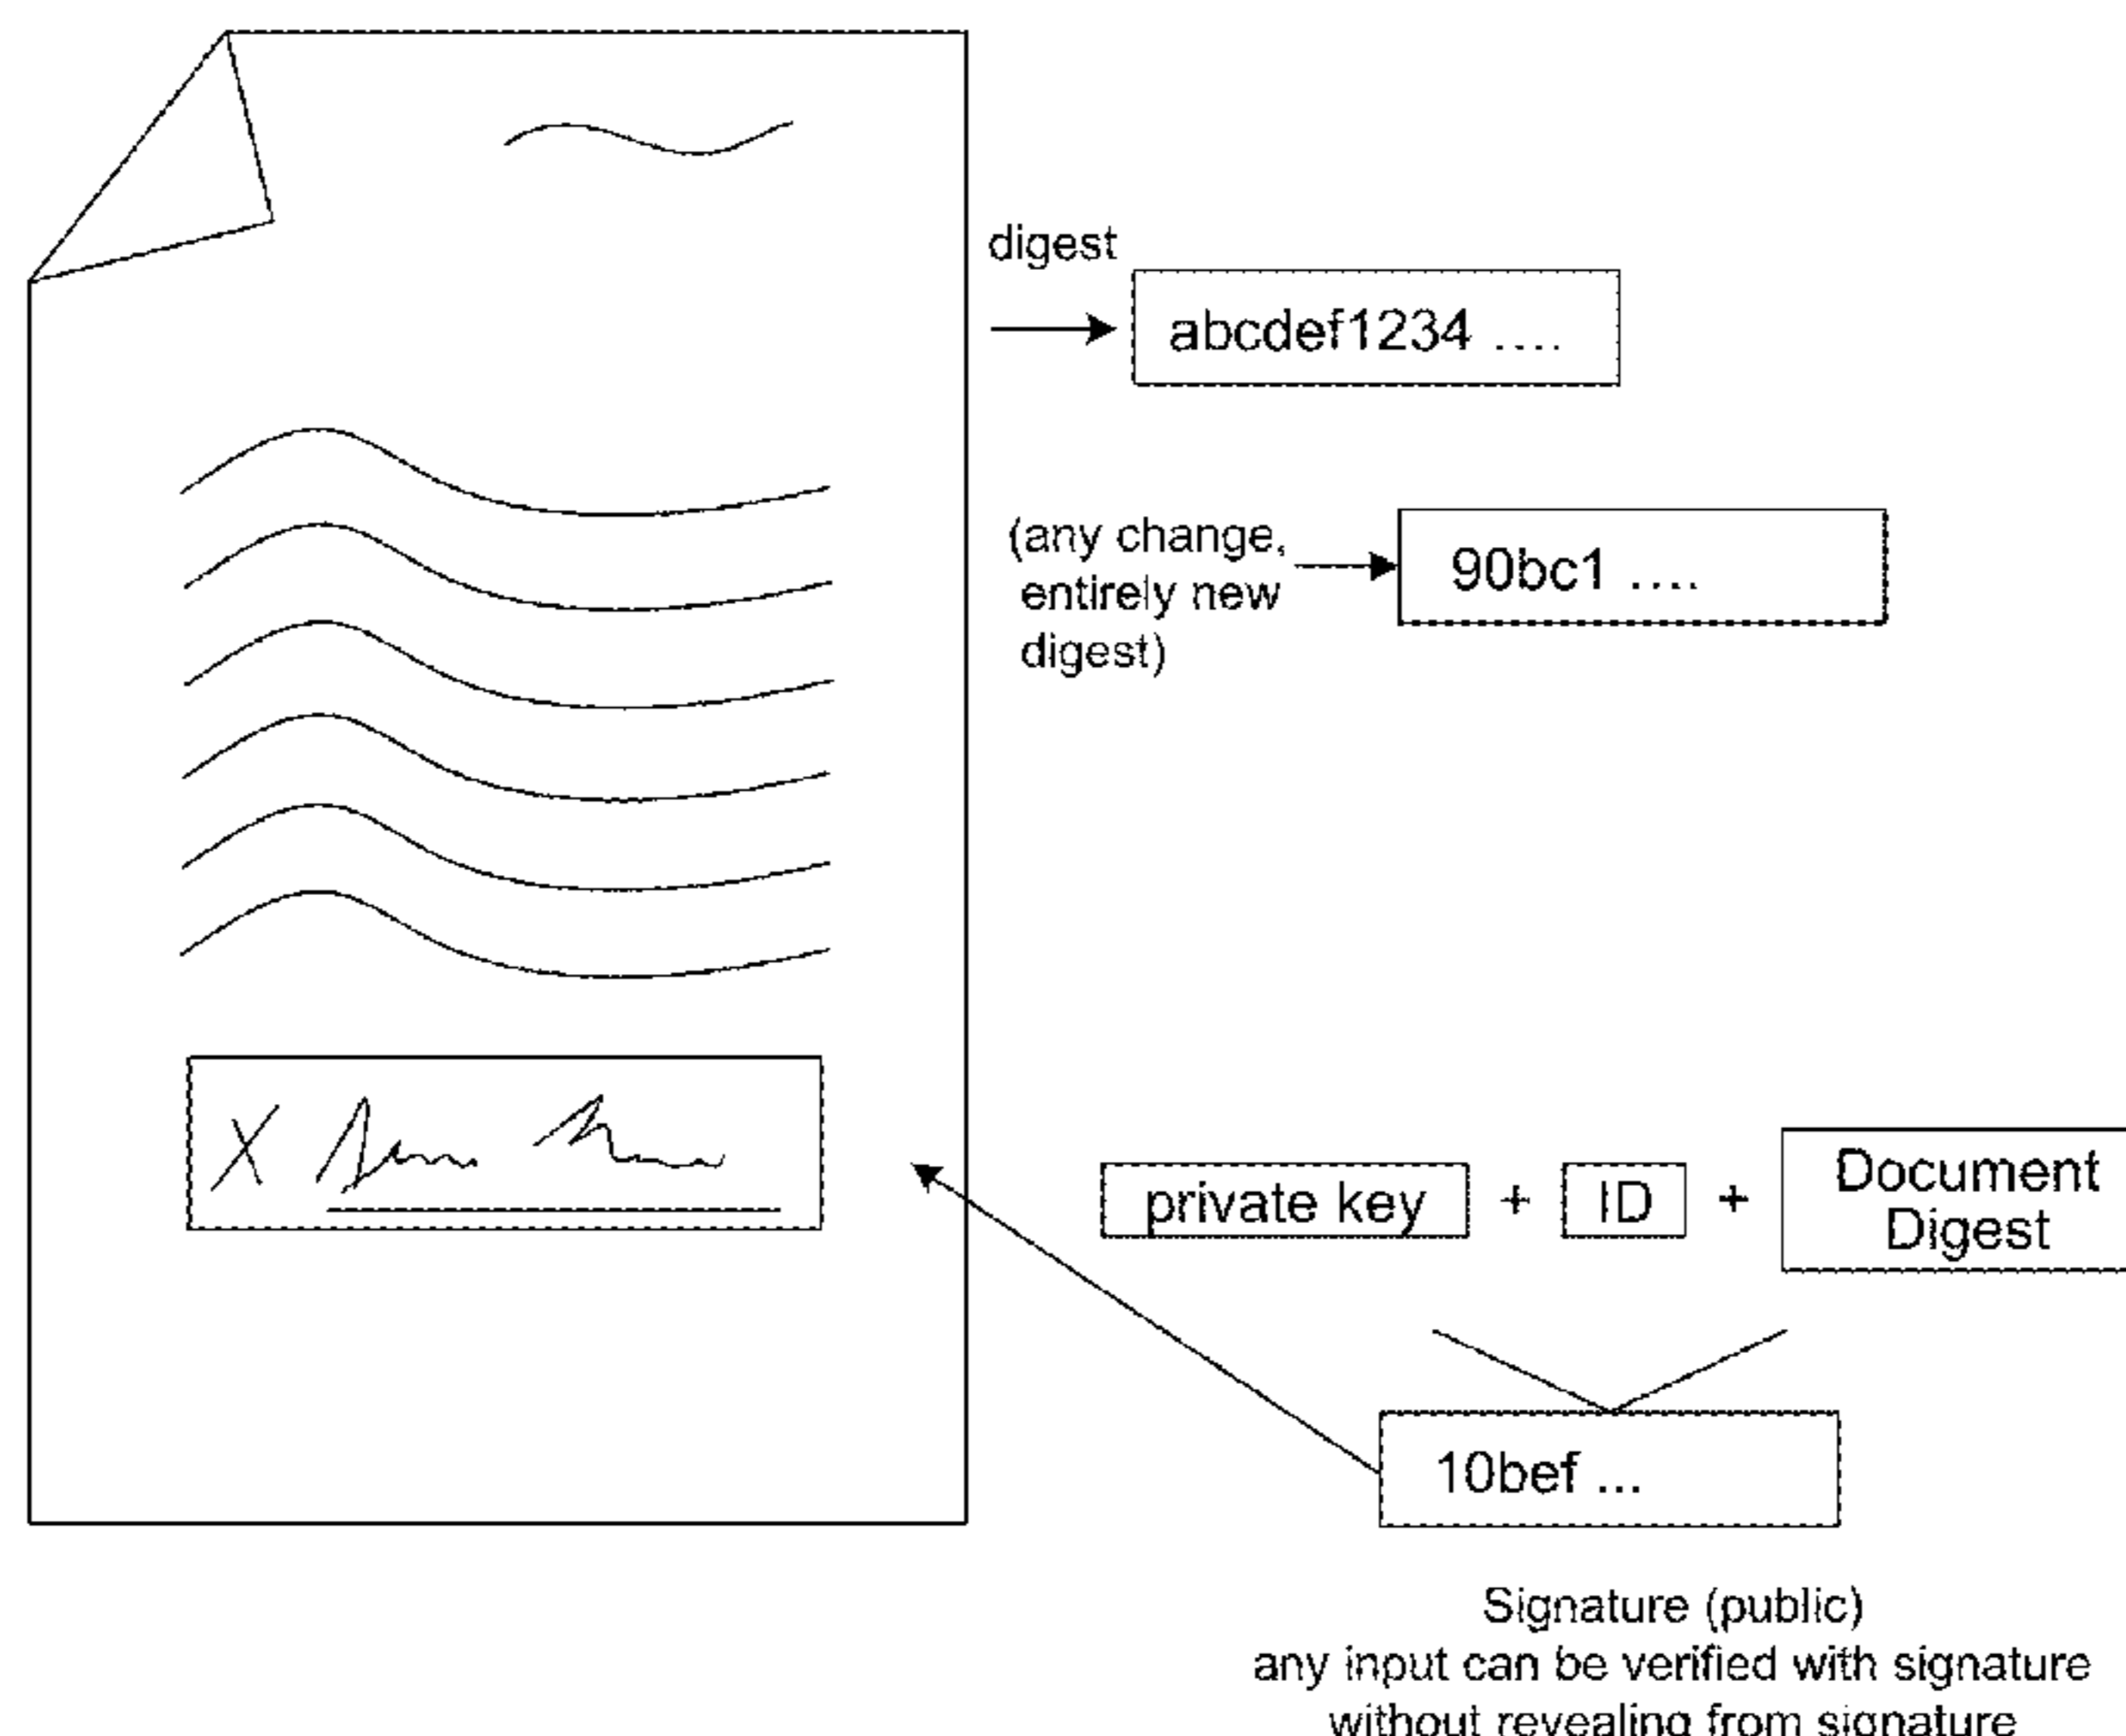 digest
abcdef1234 ....
(any change,
entirely new
digest)
90bc1 ....
X
private key + ID + Document
Digest
10bef ...
Signature (public)
any input can be verified with signature
without revealing from signature